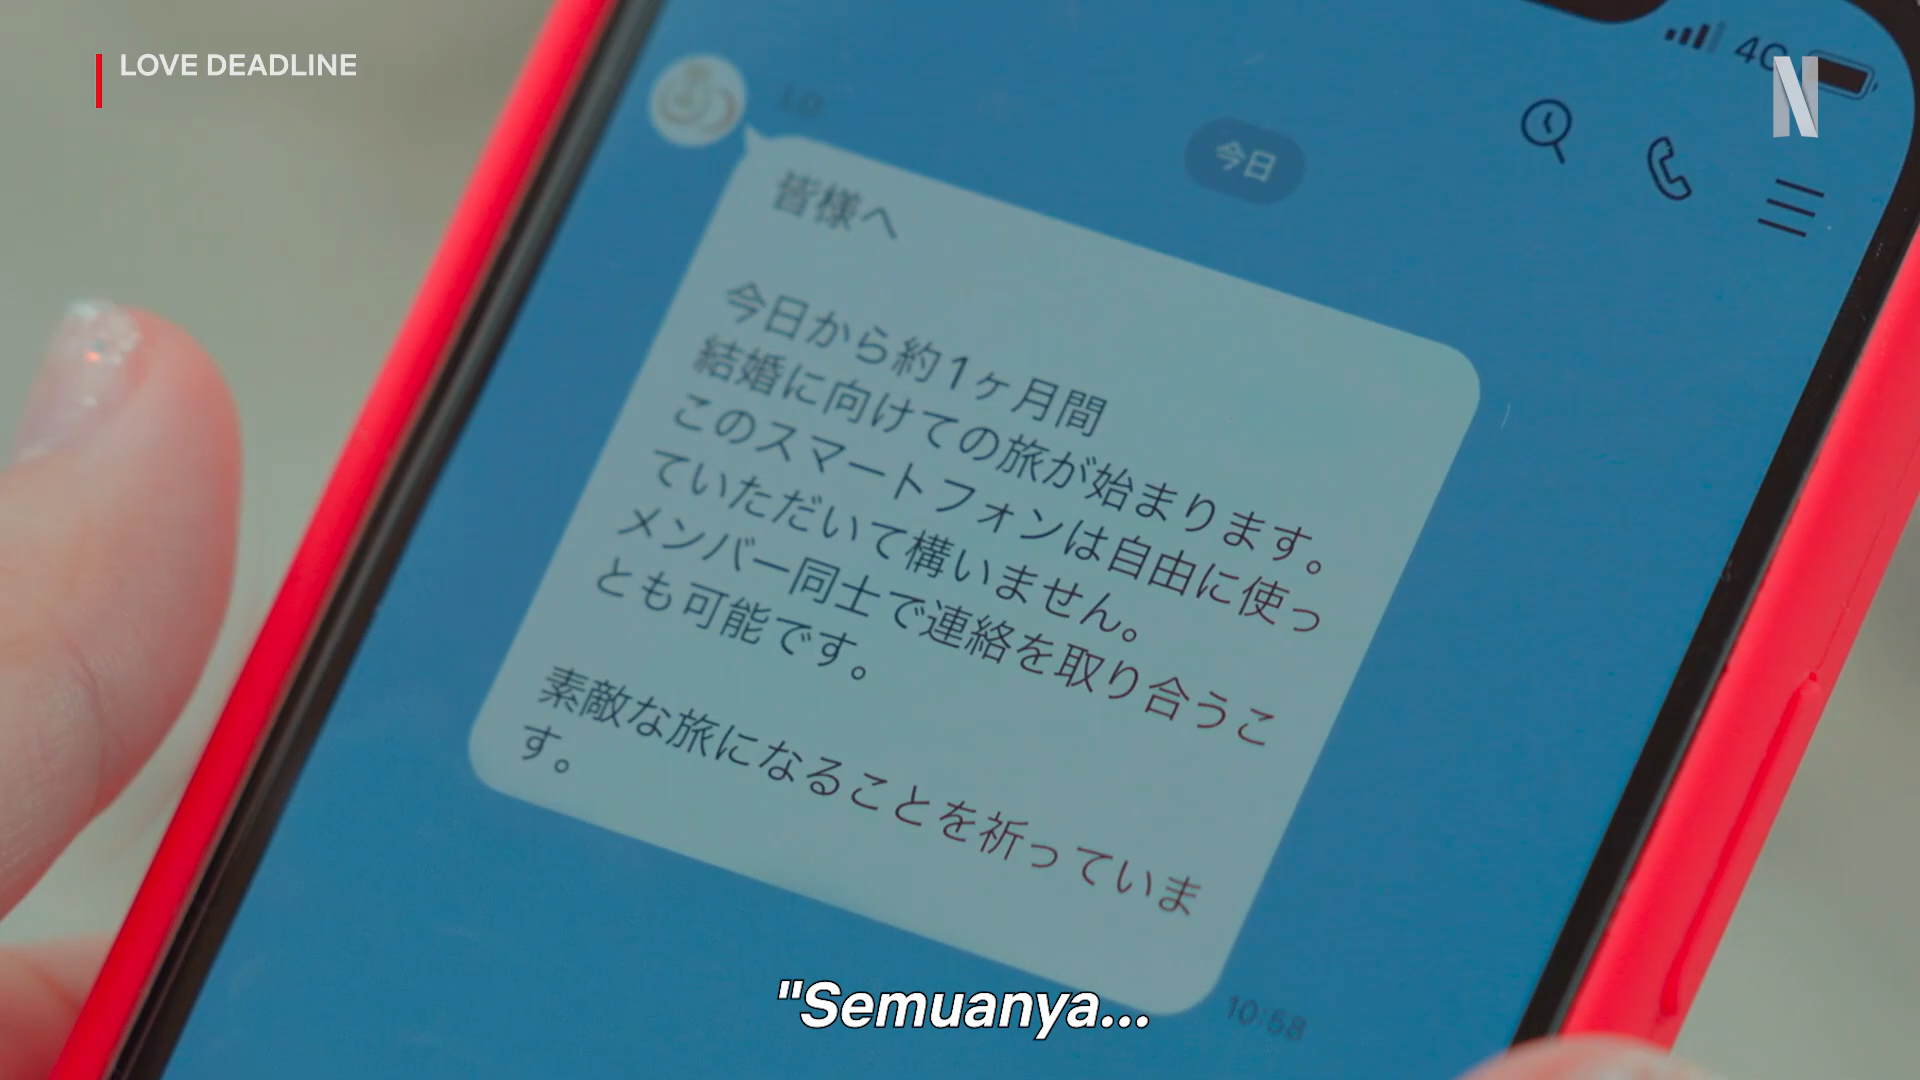 LOVE DEADLINE
4G
N
今日
皆様へ
今日から約1ヶ月間
結婚に向けての旅が始まります。
このスマートフォンは自由に使っ
ていただいて構いません。
メンバー同士で連絡を取り合うこ
とも可能です。
素敵な旅になることを祈っていま
す。
10:58
"Semuanya...